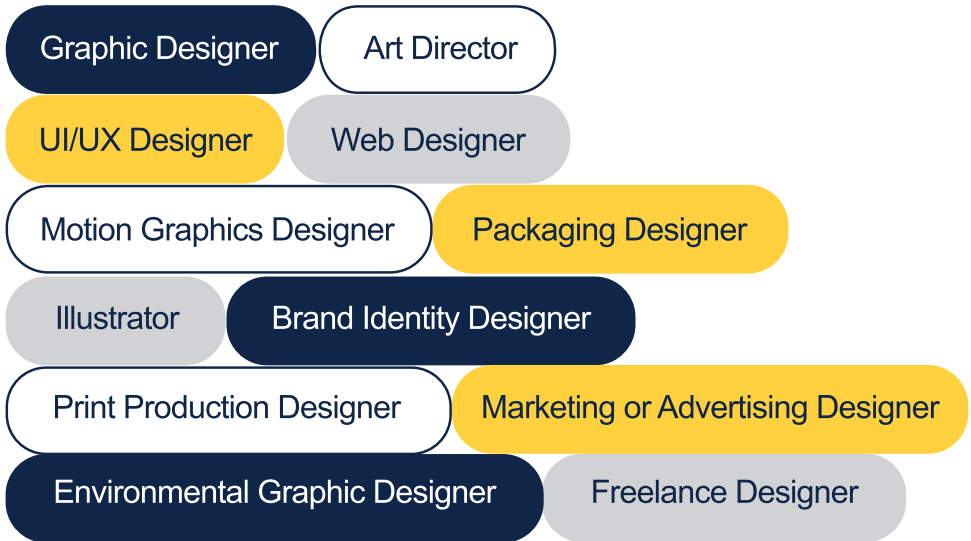 Graphic Designer
Art Director
UI/UX Designer
Web Designer
Motion Graphics Designer
Packaging Designer
Illustrator
Brand Identity Designer
Print Production Designer
Marketing or Advertising Designer
Environmental Graphic Designer
Freelance Designer